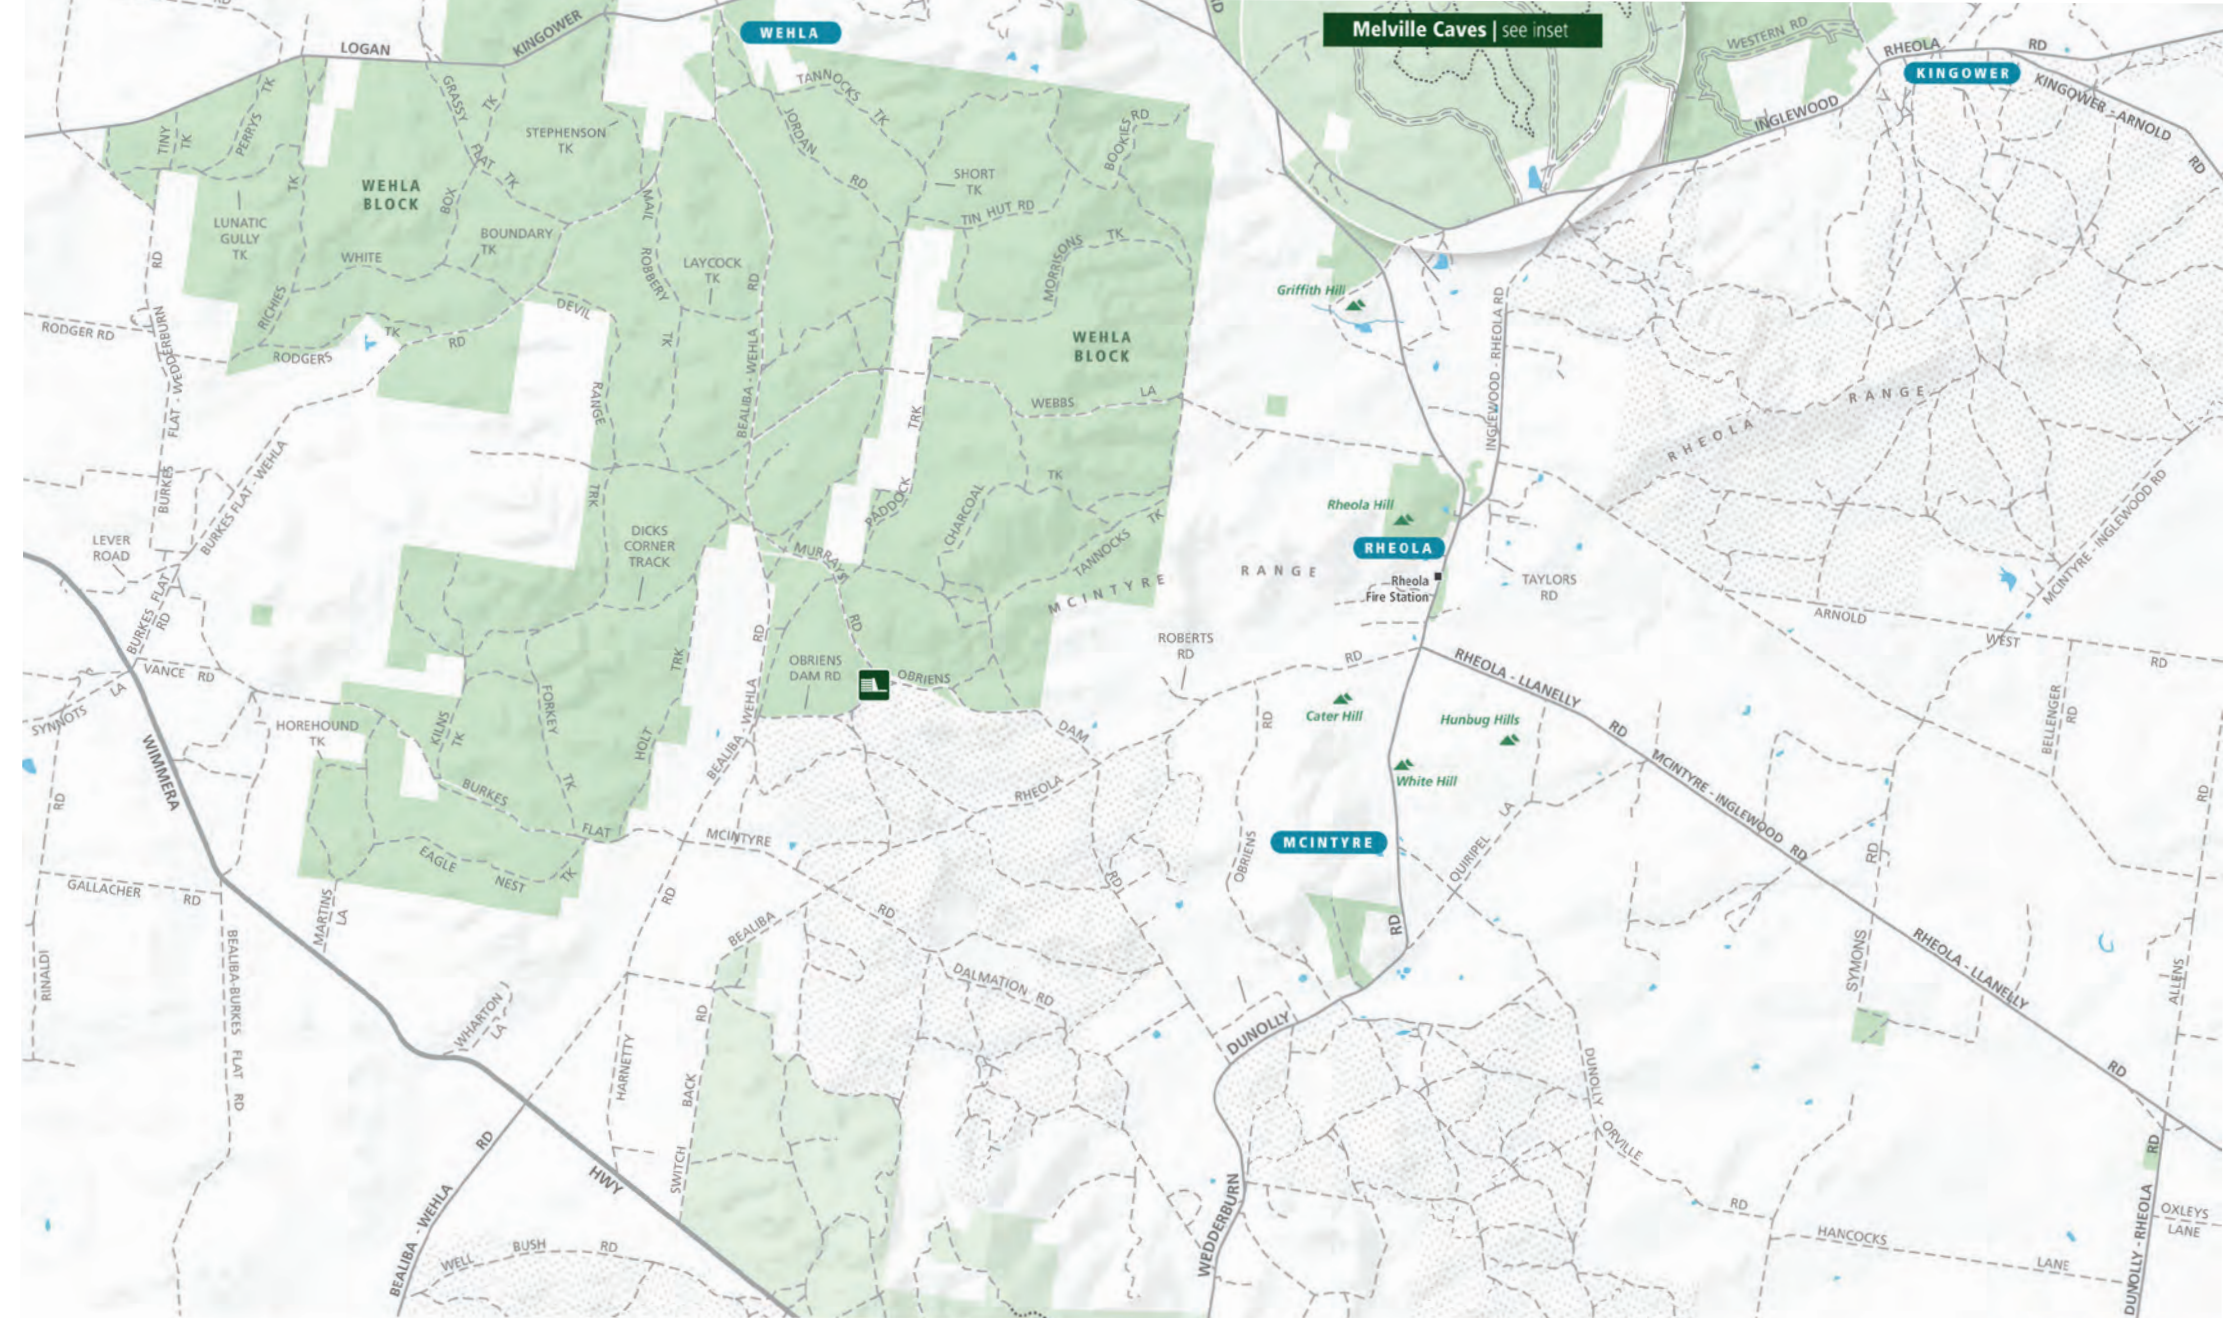 RD
WEHLA
Melville Caves | see inset
WESTERN RD
RHEOLA
RD
KINGOWER
KINGOWER - ARNOLD
RD
INGLEWOOD
LOGAN
KINGOWER
TANNOCKS
TK
JORDAN
RD
BOOKIES RD
GRASSY
TK
FLAT
TK
TINY
TK
PERRYS
TK
STEPHENSON
TK
WEHLA
BLOCK
BOX
TK
SHORT
TK
TIN HUT RD
MORRISONS
TK
LUNATIC
GULLY
TK
BOUNDARY
TK
WHITE
MAIL
ROBBERY
TK
LAYCOCK
TK
RD
BEALIBA - WEHLA
RD
BURKES
FLAT - WEDDERBURN
RODGER RD
RICHIES
RODGERS
TK
RD
DEVIL
RANGE
TRK
WEHLA
BLOCK
Griffith Hill
INGLEWOOD - RHEOLA RD
WEBBS
LA
TRK
PADDOCK
RHEOLA
RANGE
BURKES FLAT - WEHLA
CHARCOAL
TK
TANNOCKS
TK
Rheola Hill
RHEOLA
Rheola
Fire Station
MCINTYRE - INGLEWOOD RD
LEVER
ROAD
DICKS
CORNER
TRACK
MURRAYS
RD
MCINTYRE
RANGE
TAYLORS
RD
ARNOLD
WEST
RD
BURKES FLAT
RD
VANCE RD
SYNNOTS
LA
OBRIENS
DAM RD
OBRIENS
DAM
RD
ROBERTS
RD
RD
RHEOLA - LLANELLY
RD
BELLENGER
RD
HOREHOUND
TK
KILNS
TK
FORKEY
TK
HOLT
TRK
BEALIBA WEHLA
RD
RD
Cater Hill
Hunbug Hills
White Hill
WIMMERA
BURKES
FLAT
MCINTYRE
RHEOLA
RD
MCINTYRE - INGLEWOOD
RD
RD
MCINTYRE
QUIRIPEL
LA
OBRIENS
RD
EAGLE
NEST
TK
RD
GALLACHER
RD
MARTINS
LA
BEALIBA
RD
RD
SYMONS
RHEOLA - LLANELLY
RINALDI
BEALIBA-BURKES FLAT RD
DALMATION RD
ALLENS
WHARTON
LA
HARNETTY
SWITCH
BACK
RD
DUNOLLY
DUNOLLY - ORVILLE
RD
RD
RD
HWY
BEALIBA - WEHLA
RD
WELL
BUSH
RD
WEDDERBURN
HANCOCKS
LANE
DUNOLLY - RHEOLA
OXLEYS
LANE